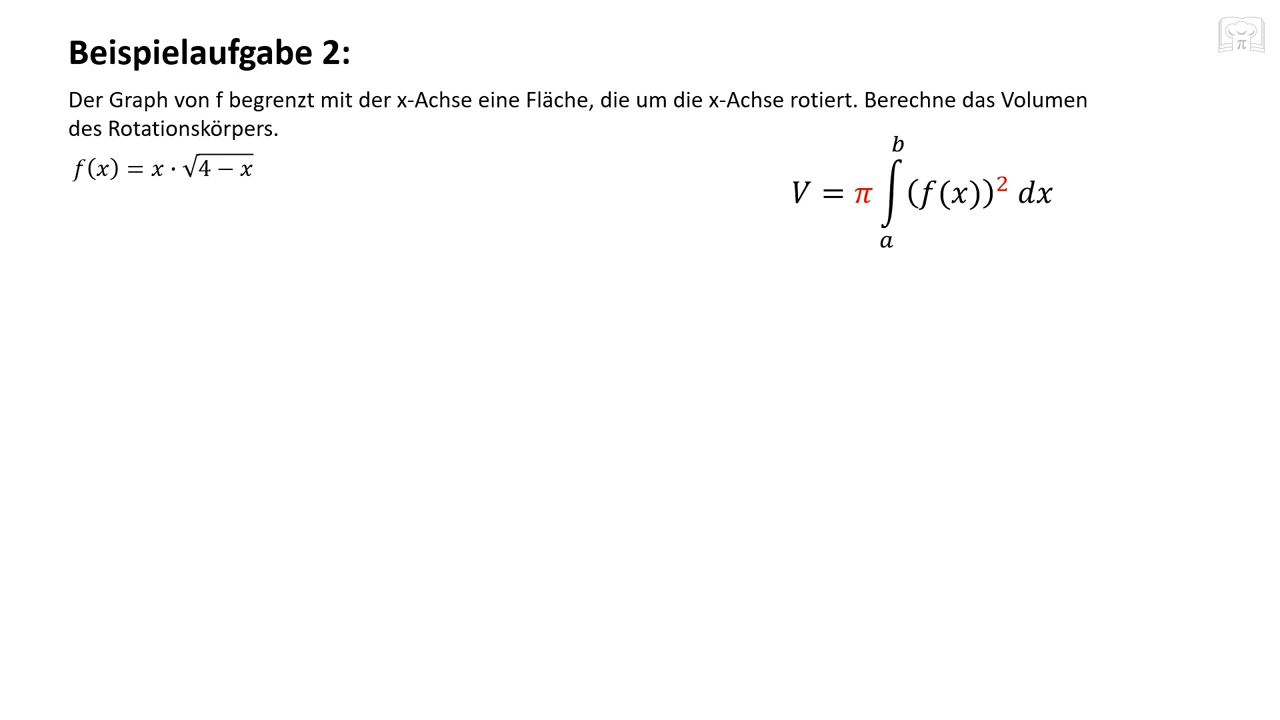 Beispielaufgabe 2:
Der Graph von f begrenzt mit der x-Achse eine Fläche, die um die x-Achse rotiert. Berechne das Volumen
des Rotationskörpers.
f(x) = x · √(4 − x)
V = π ∫_a^b (f(x))² dx
π